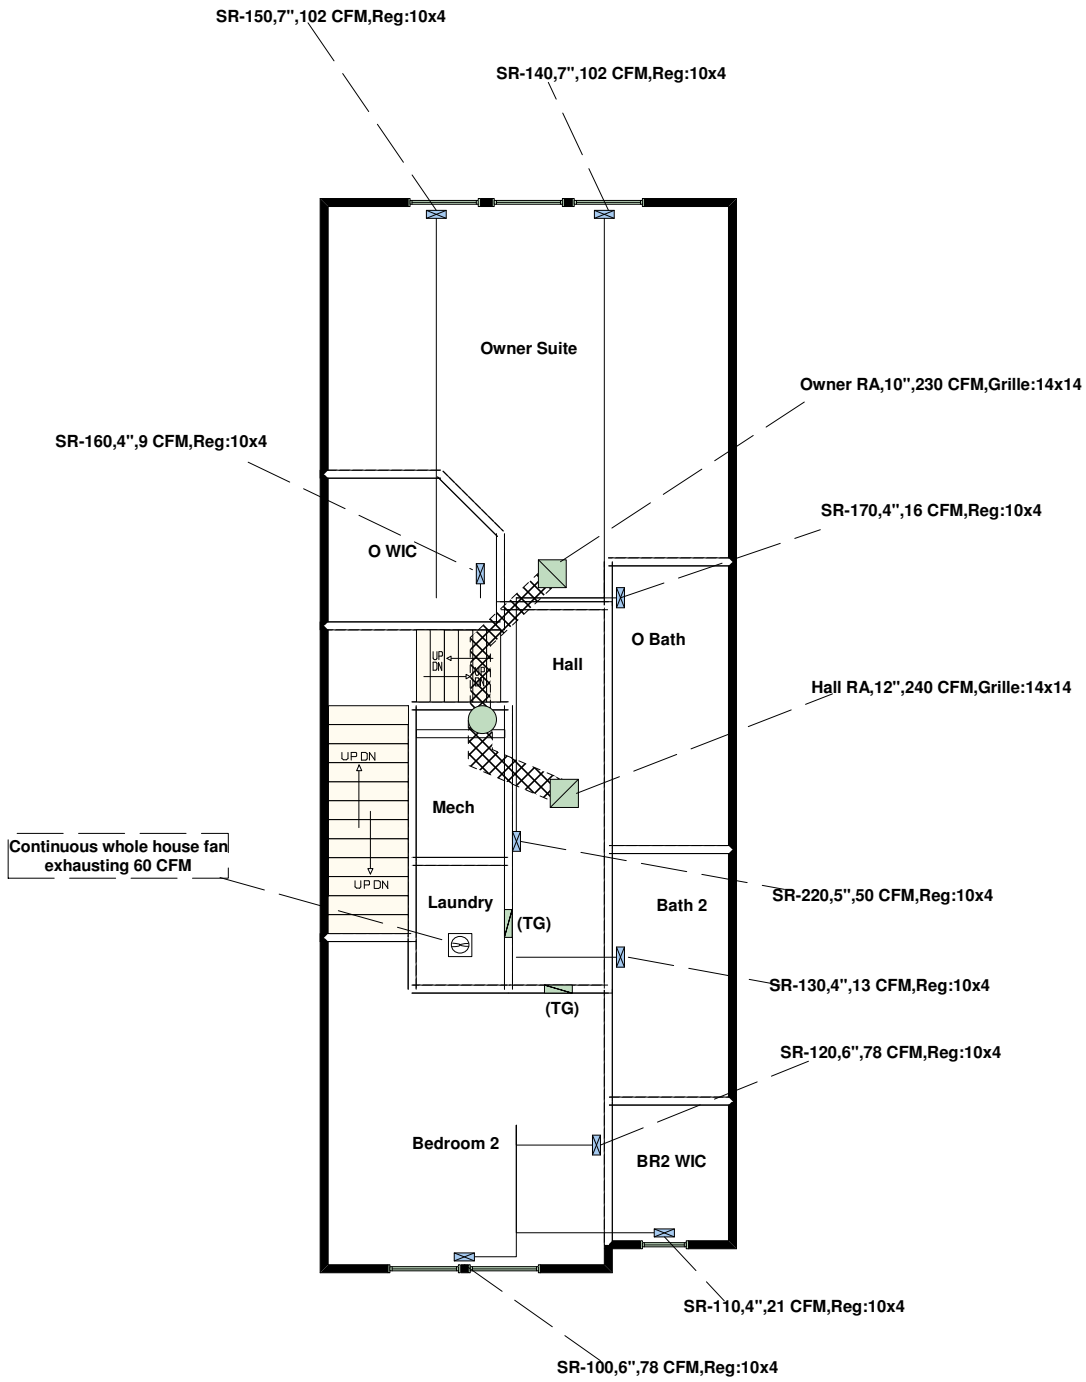 SR-150,7",102 CFM,Reg:10x4
SR-140,7",102 CFM,Reg:10x4
Owner Suite
Owner RA,10",230 CFM,Grille:14x14
SR-160,4",9 CFM,Reg:10x4
SR-170,4",16 CFM,Reg:10x4
O WIC
O Bath
UP
DN
UP
DN
Hall
Hall RA,12",240 CFM,Grille:14x14
UP DN
Mech
Continuous whole house fan
exhausting 60 CFM
UP DN
SR-220,5",50 CFM,Reg:10x4
Laundry
Bath 2
(TG)
SR-130,4",13 CFM,Reg:10x4
(TG)
SR-120,6",78 CFM,Reg:10x4
Bedroom 2
BR2 WIC
SR-110,4",21 CFM,Reg:10x4
SR-100,6",78 CFM,Reg:10x4